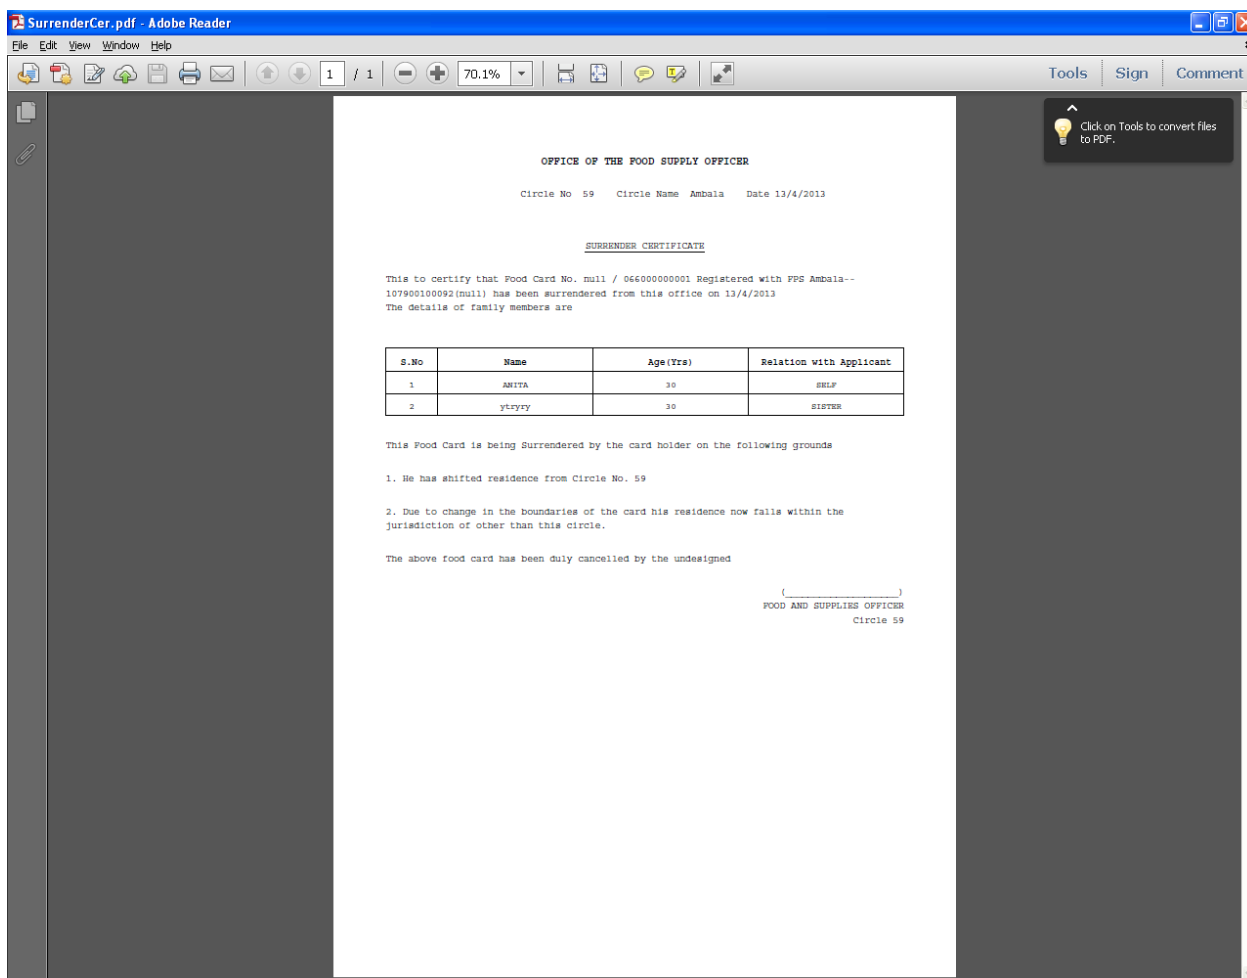 SurrenderCer.pdf - Adobe Reader
File Edit View Window Help
1 / 1 70.1% Tools Sign Comment
Click on Tools to convert files
to PDF.
OFFICE OF THE FOOD SUPPLY OFFICER
Circle No 59 Circle Name Ambala Date 13/4/2013
SURRENDER CERTIFICATE
This to certify that Food Card No. null / 066000000001 Registered with FPS Ambala--
107900100092(null) has been surrendered from this office on 13/4/2013
The details of family members are
S.No Name Age(Yrs) Relation with Applicant
1 ANITA 30 SELF
2 ytryry 30 SISTER
This Food Card is being Surrendered by the card holder on the following grounds
1. He has shifted residence from Circle No. 59
2. Due to change in the boundaries of the card his residence now falls within the
jurisdiction of other than this circle.
The above food card has been duly cancelled by the undesigned
(____________________)
FOOD AND SUPPLIES OFFICER
Circle 59